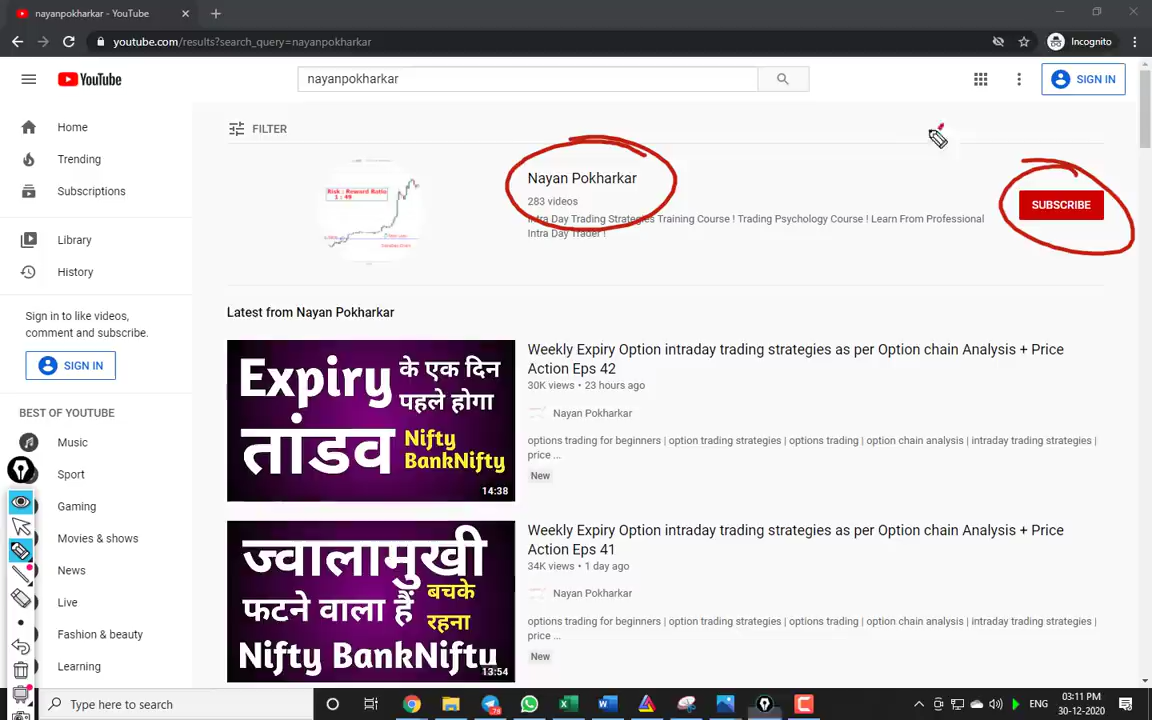 nayanpokharkar - YouTube
youtube.com/results?search_query=nayanpokharkar
Incognito
YouTube
nayanpokharkar
SIGN IN
Home
Trending
Subscriptions
Library
History
Sign in to like videos,
comment and subscribe.
SIGN IN
BEST OF YOUTUBE
Music
Sport
Gaming
Movies & shows
News
Live
Fashion & beauty
Learning
FILTER
Risk : Reward Ratio
1 : 49
Nayan Pokharkar
283 videos
Intra Day Trading Strategies Training Course ! Trading Psychology Course ! Learn From Professional
Intra Day Trader !
SUBSCRIBE
Latest from Nayan Pokharkar
Expiry के एक दिन
पहले होगा
तांडव Nifty
BankNifty
14:38
Weekly Expiry Option intraday trading strategies as per Option chain Analysis + Price
Action Eps 42
30K views • 23 hours ago
Nayan Pokharkar
options trading for beginners | option trading strategies | options trading | option chain analysis | intraday trading strategies |
price ...
New
ज्वालामुखी
फटने वाला हैं बचके
रहना
Nifty BankNifty
13:54
Weekly Expiry Option intraday trading strategies as per Option chain Analysis + Price
Action Eps 41
34K views • 1 day ago
Nayan Pokharkar
options trading for beginners | option trading strategies | options trading | option chain analysis | intraday trading strategies |
price ...
New
Type here to search
ENG
03:11 PM
30-12-2020